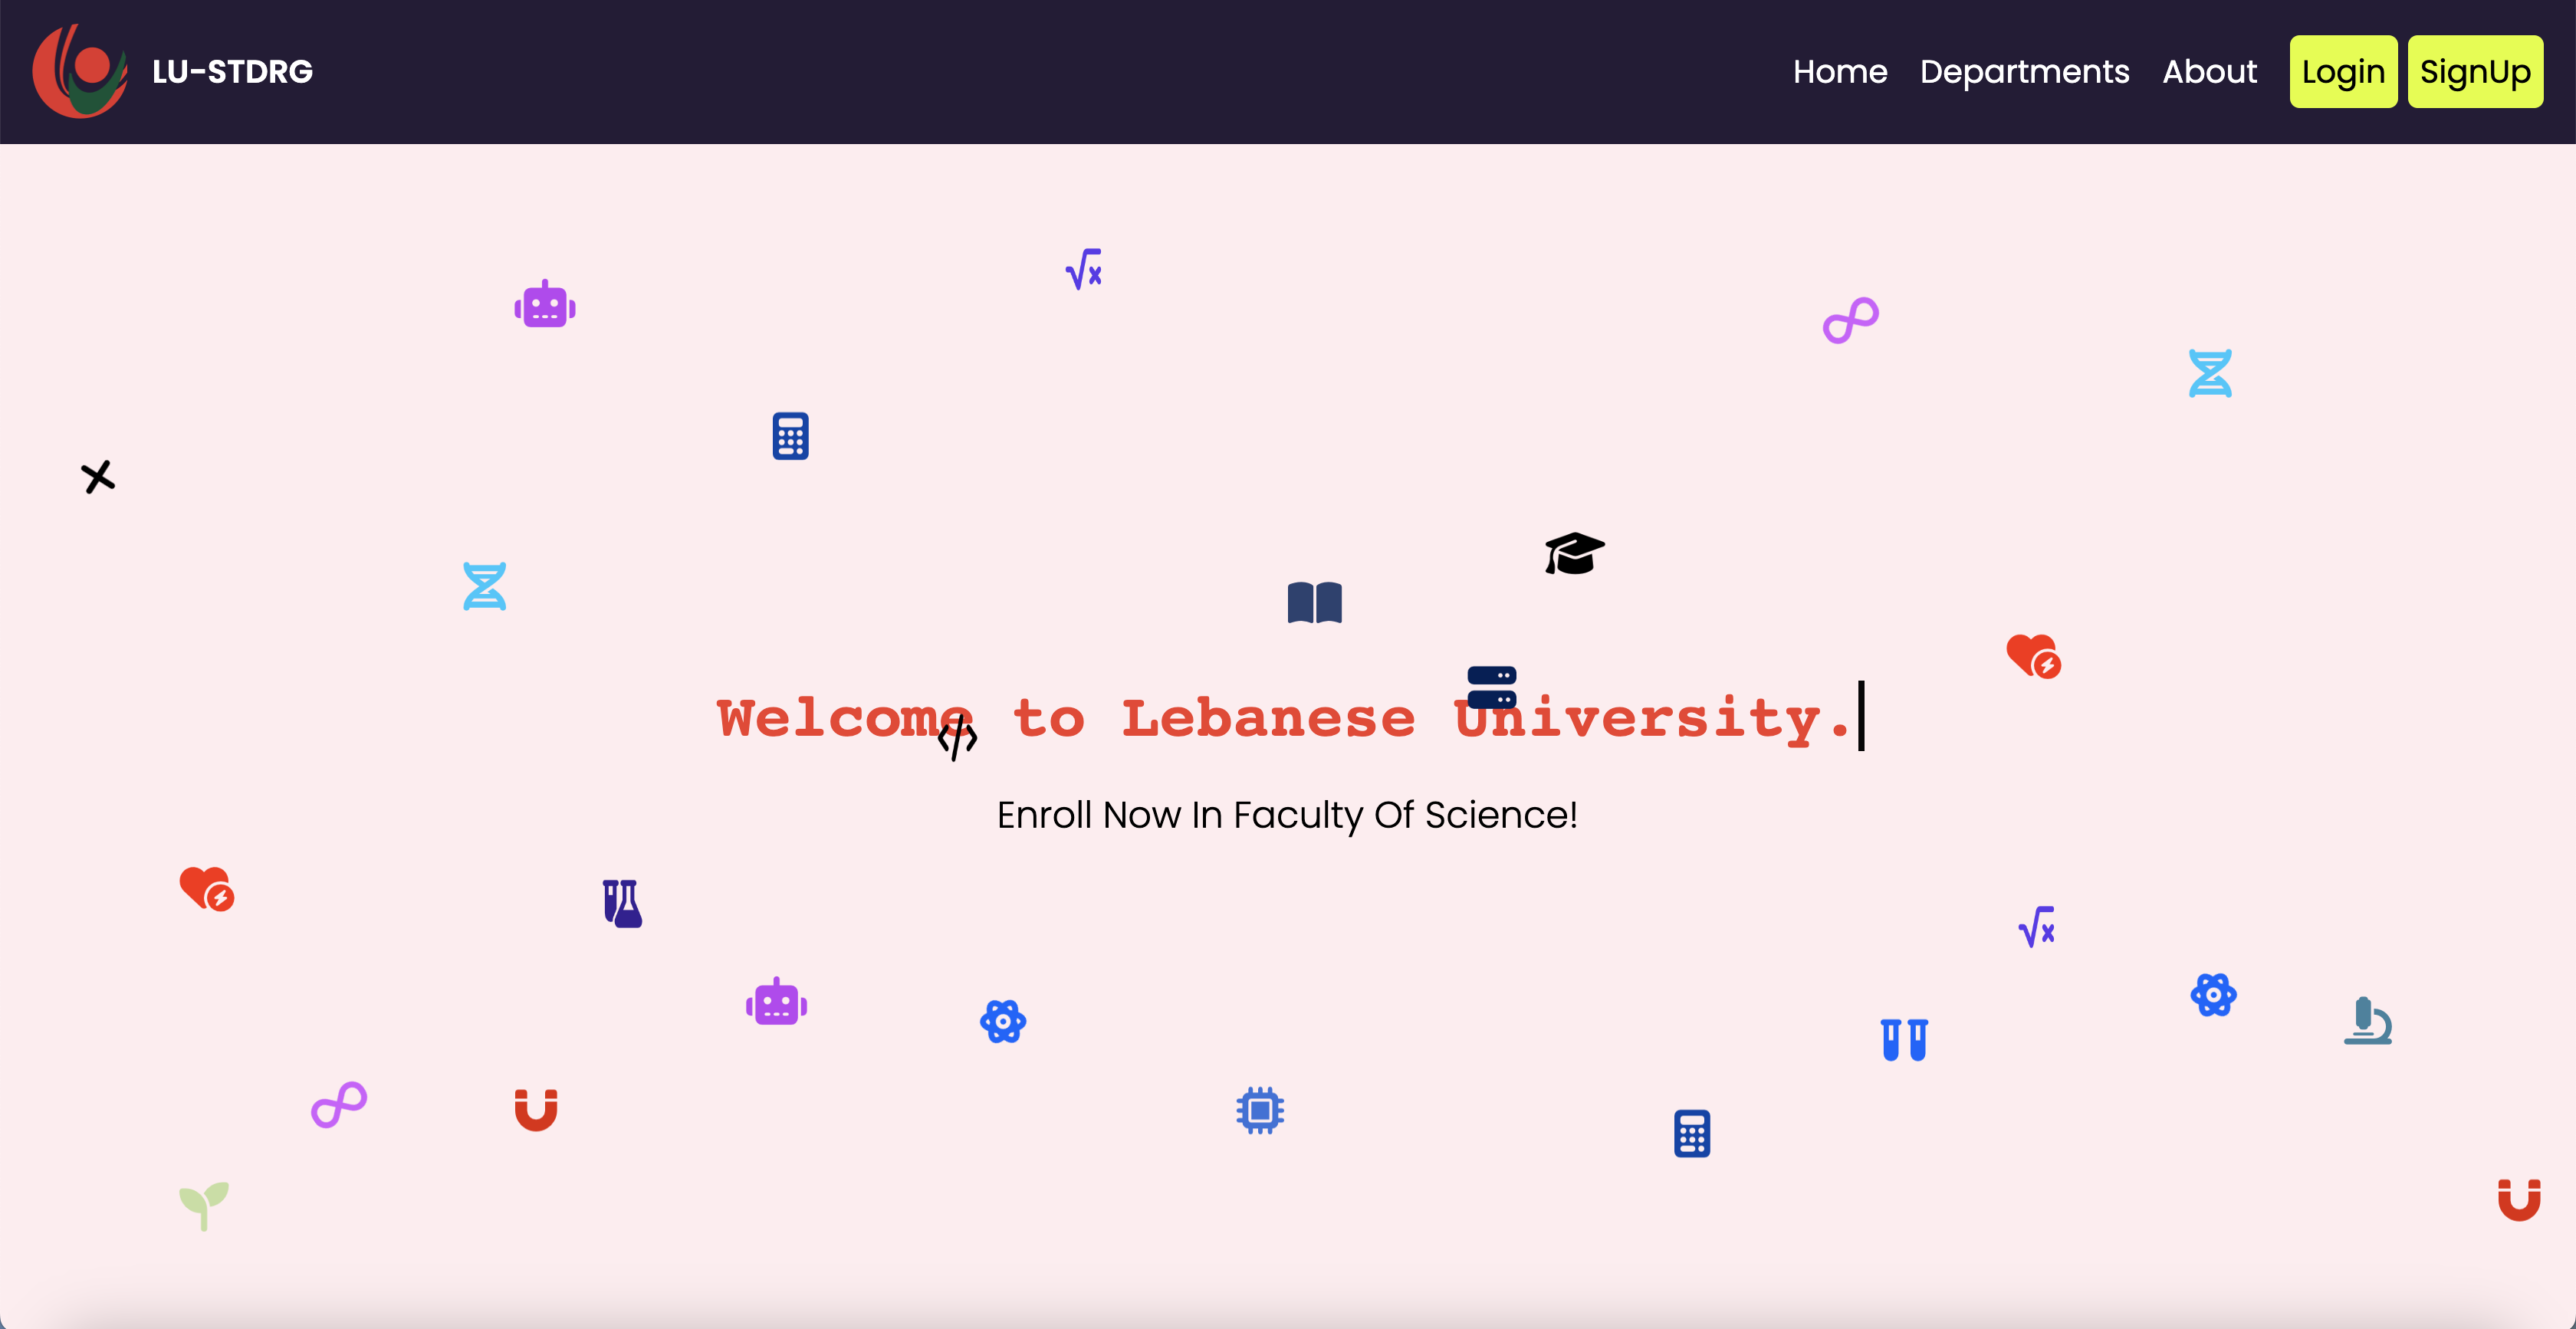 LU-STDRG
Home Departments About Login SignUp
Welcome to Lebanese University.
Enroll Now In Faculty Of Science!